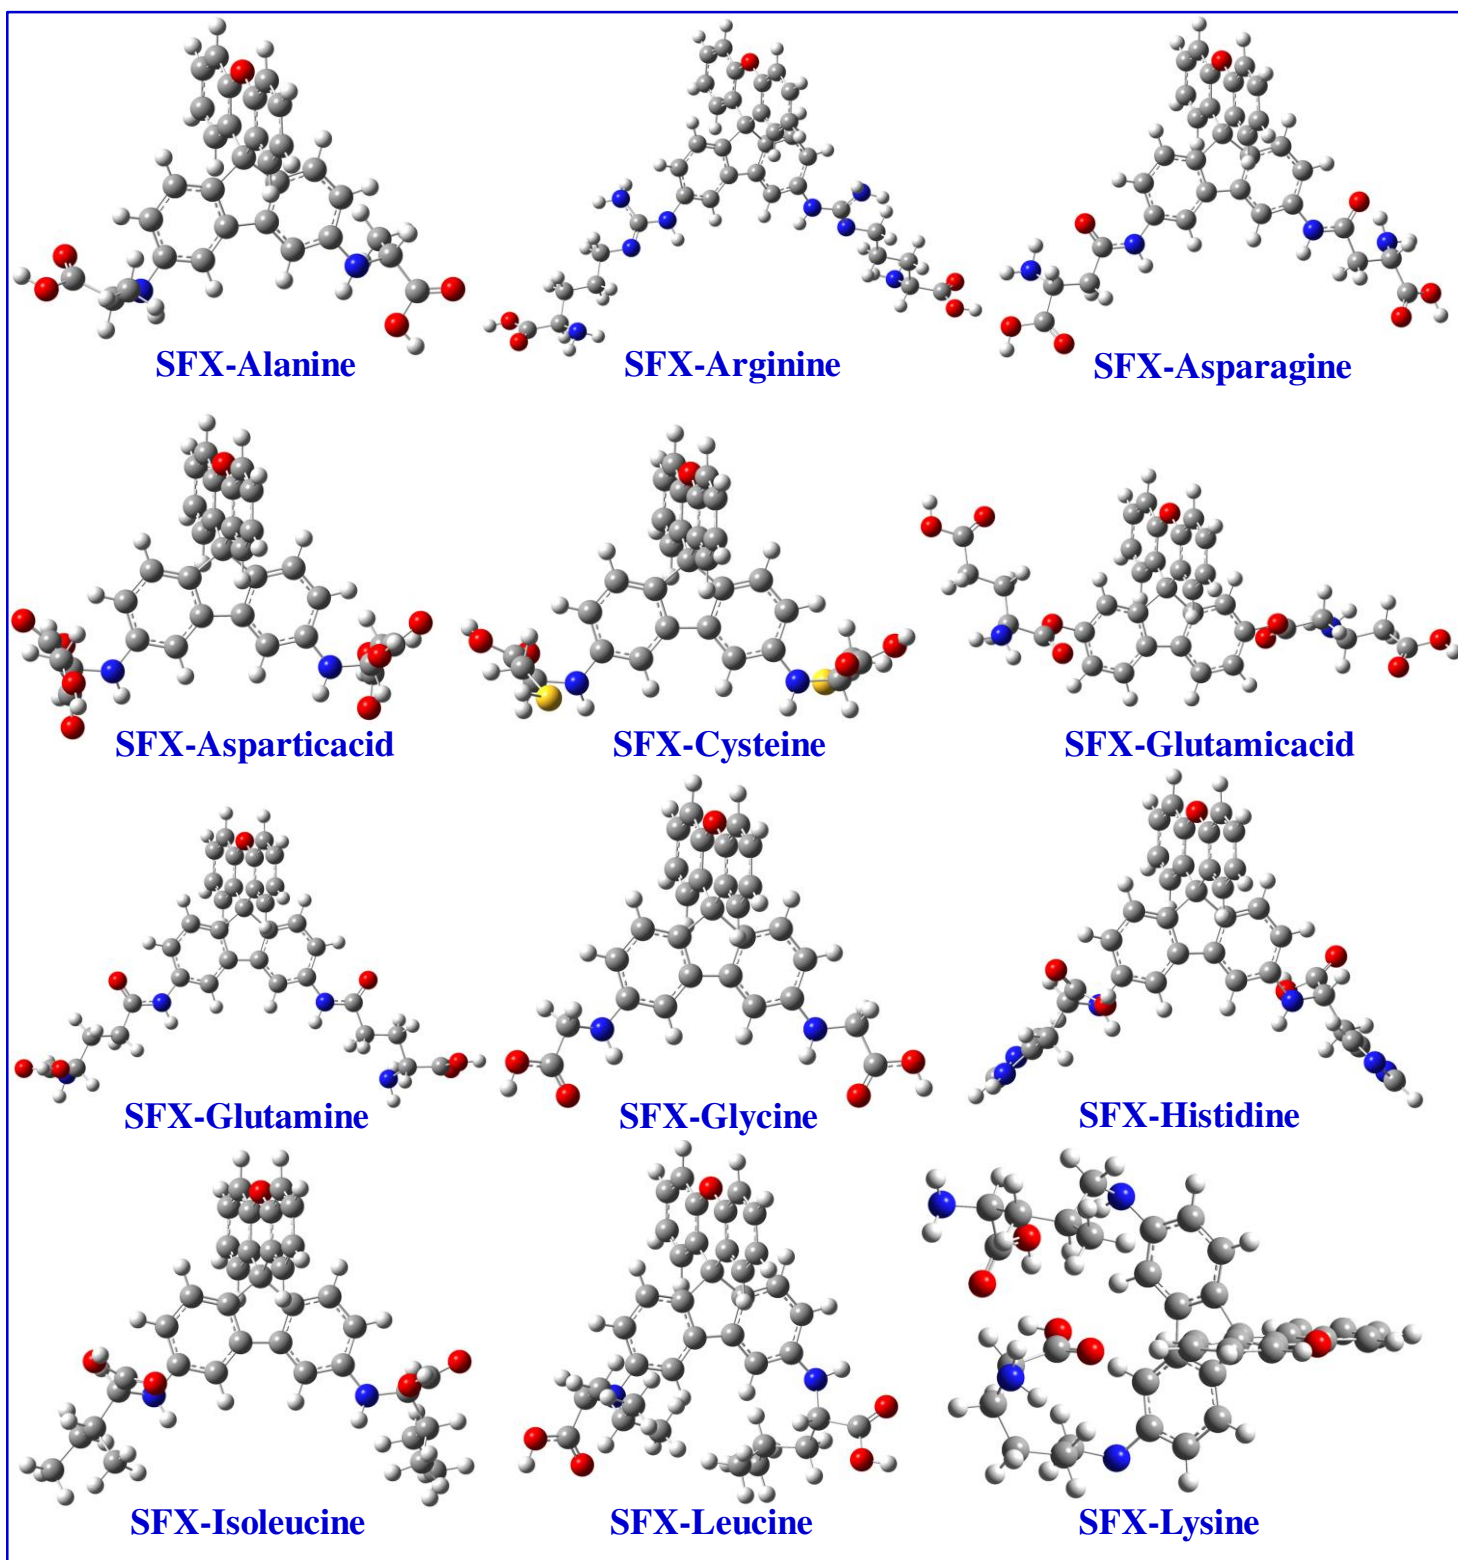 SFX-Alanine
SFX-Arginine
SFX-Asparagine
SFX-Asparticacid
SFX-Cysteine
SFX-Glutamicacid
SFX-Glutamine
SFX-Glycine
SFX-Histidine
SFX-Isoleucine
SFX-Leucine
SFX-Lysine